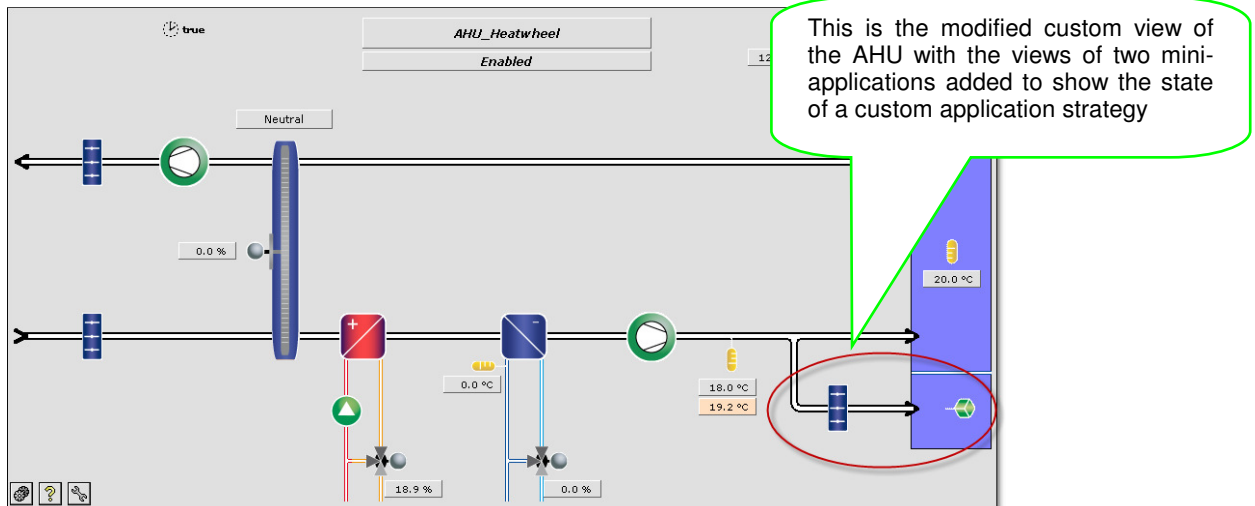 true
AHU_Heatwheel
Enabled
12
This is the modified custom view of
the AHU with the views of two mini-
applications added to show the state
of a custom application strategy
Neutral
0.0 %
20.0 °C
+
-
0.0 °C
18.0 °C
19.2 °C
18.9 %
0.0 %
?